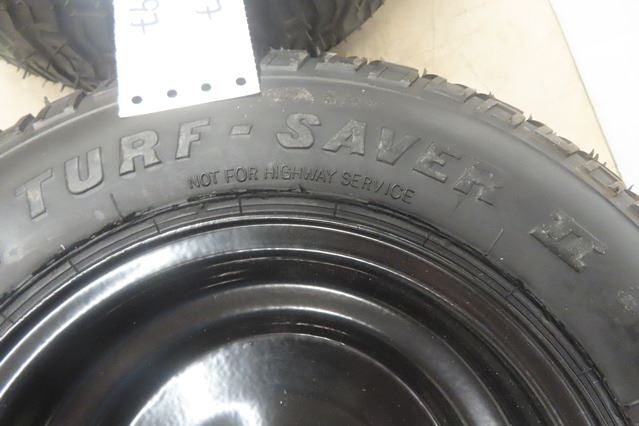 TURF-SAVER II
NOT FOR HIGHWAY SERVICE